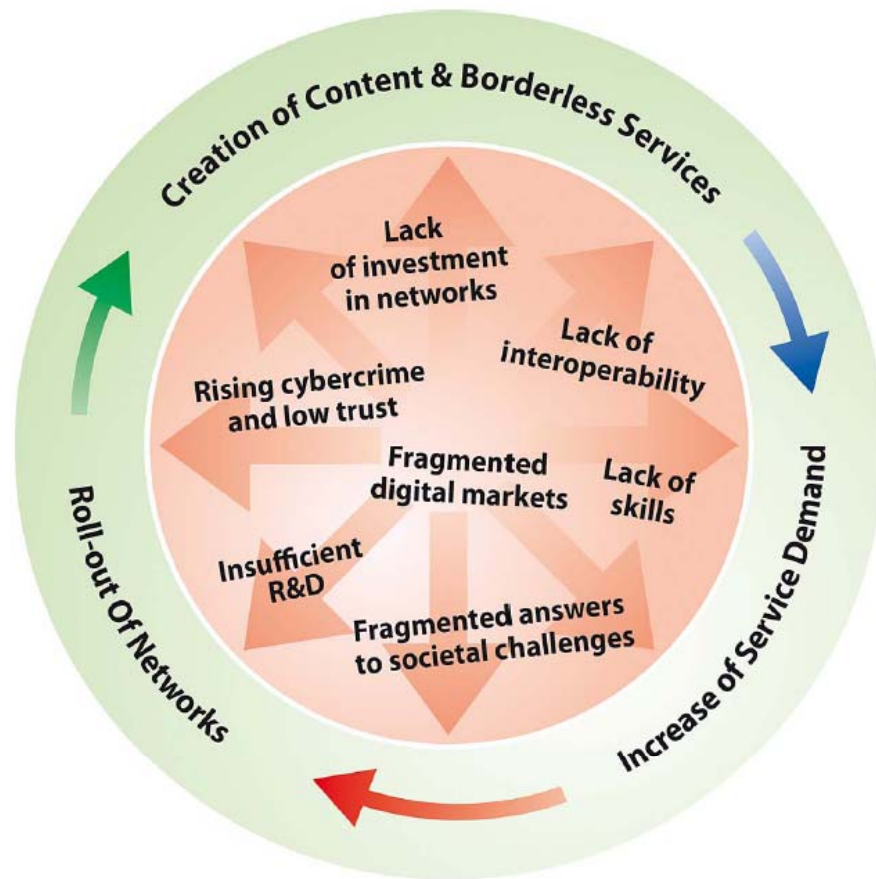 Creation of Content & Borderless Services
Lack
of investment
in networks
Lack of
interoperability
Rising cybercrime
and low trust
Fragmented
digital markets
Lack of
skills
Insufficient
R&D
Fragmented answers
to societal challenges
Increase of Service Demand
Roll-out Of Networks